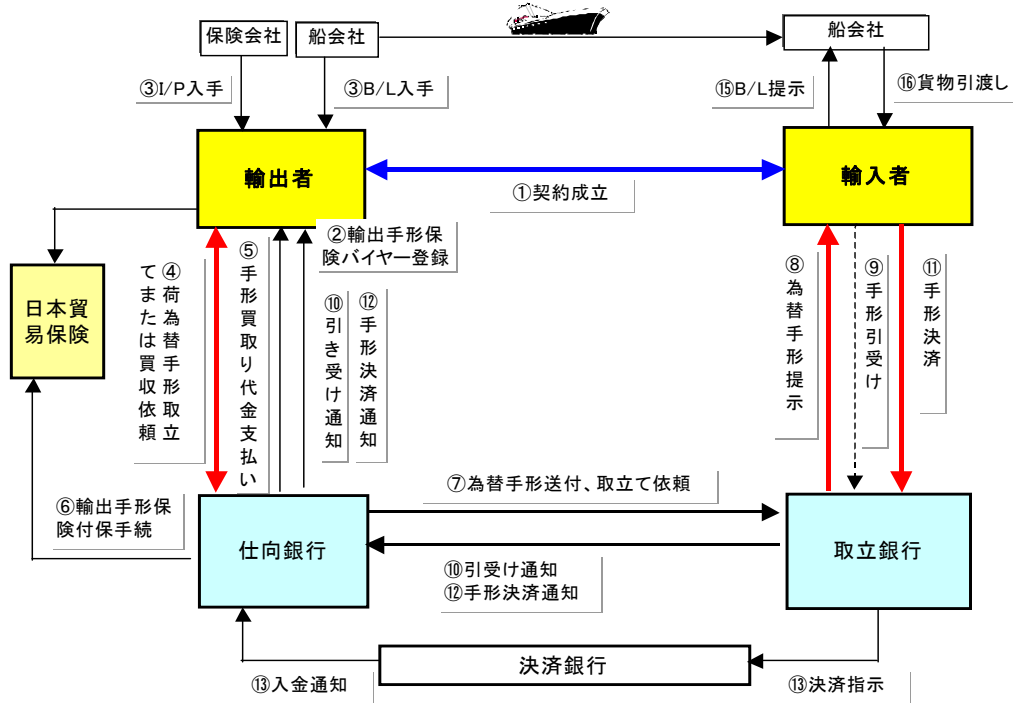 保険会社
船会社
船会社
③I/P入手
③B/L入手
⑮B/L提示
⑯貨物引渡し
輸出者
輸入者
①契約成立
②輸出手形保
険バイヤー登録
日本貿
易保険
④荷為替手形取立
てまたは買収依頼
⑤手形買取り代金支払い
⑩引き受け通知
⑫手形決済通知
⑧為替手形提示
⑨手形引受け
⑪手形決済
⑥輸出手形保
険付保手続
⑦為替手形送付、取立て依頼
仕向銀行
取立銀行
⑩引受け通知
⑫手形決済通知
決済銀行
⑬入金通知
⑬決済指示